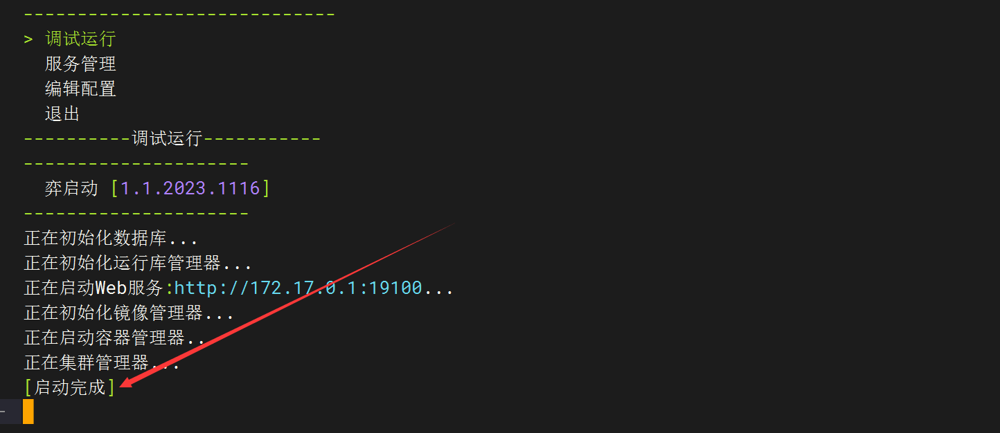 -----------------------------
> 调试运行
服务管理
编辑配置
退出
----------调试运行-----------
---------------------
弈启动 [1.1.2023.1116]
---------------------
正在初始化数据库...
正在初始化运行库管理器...
正在启动Web服务:http://172.17.0.1:19100...
正在初始化镜像管理器...
正在启动容器管理器...
正在集群管理器...
[启动完成]